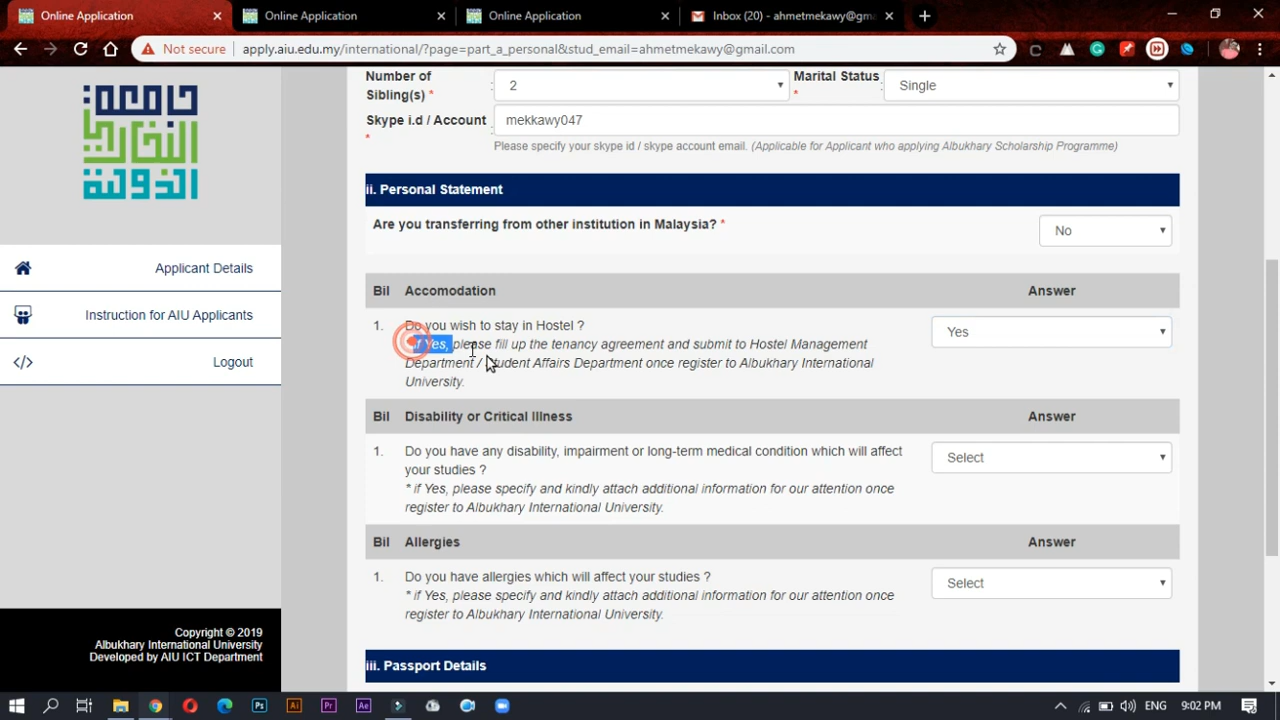 Online Application
Online Application
Online Application
Inbox (20) - ahmetmekawy@gm
Not secure
apply.aiu.edu.my/international/?page=part_a_personal&stud_email=ahmetmekawy@gmail.com
جامعة
البخاري
الدولية
Applicant Details
Instruction for AIU Applicants
Logout
Copyright © 2019
Albukhary International University
Developed by AIU ICT Department
Number of
Sibling(s) *
:
2
Marital Status
*
:
Single
Skype i.d / Account
*
:
mekkawy047
Please specify your skype id / skype account email. (Applicable for Applicant who applying Albukhary Scholarship Programme)
ii. Personal Statement
Are you transferring from other institution in Malaysia? *
No
Bil Accomodation Answer
1. Do you wish to stay in Hostel ?
Yes
if Yes, please fill up the tenancy agreement and submit to Hostel Management
Department / Student Affairs Department once register to Albukhary International
University.
Bil Disability or Critical Illness Answer
1. Do you have any disability, impairment or long-term medical condition which will affect
your studies ?
Select
* if Yes, please specify and kindly attach additional information for our attention once
register to Albukhary International University.
Bil Allergies Answer
1. Do you have allergies which will affect your studies ?
Select
* if Yes, please specify and kindly attach additional information for our attention once
register to Albukhary International University.
iii. Passport Details
Ps
Ai
Pr
Ae
ENG
9:02 PM